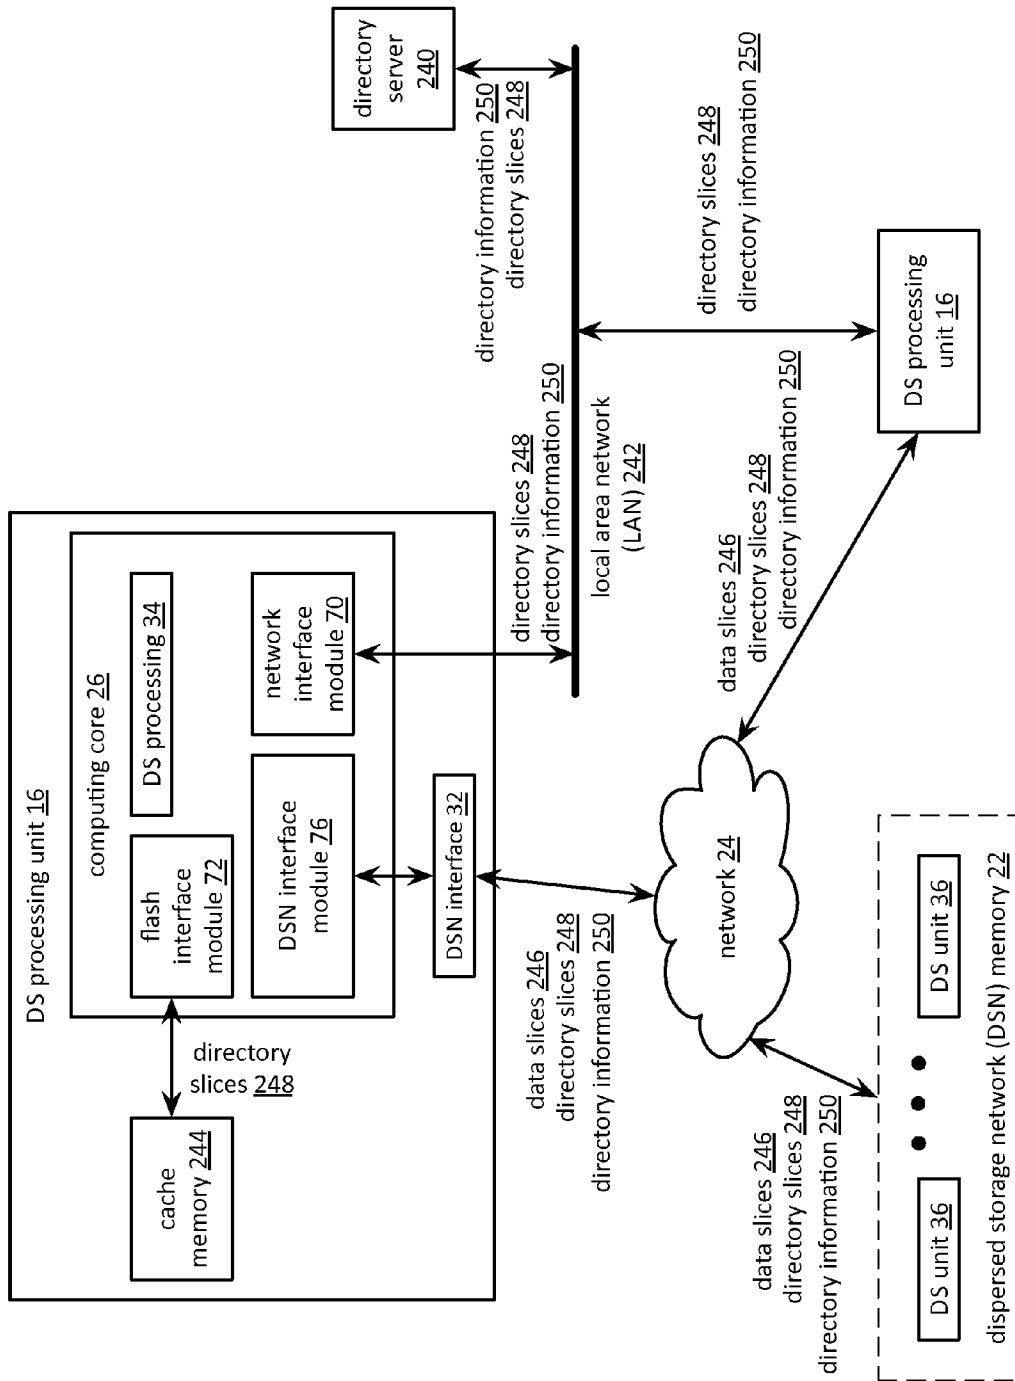 DS processing unit 16
computing core 26
cache
memory 244
directory
slices 248
flash
interface
module 72
DS processing 34
DSN interface
module 76
network
interface
module 70
DSN interface 32
directory
server
240
directory information 250
directory slices 248
directory slices 248
directory information 250
local area network
(LAN) 242
data slices 246
directory slices 248
directory information 250
network 24
directory slices 248
directory information 250
data slices 246
directory slices 248
directory information 250
DS processing
unit 16
data slices 246
directory slices 248
directory information 250
DS unit 36
DS unit 36
dispersed storage network (DSN) memory 22